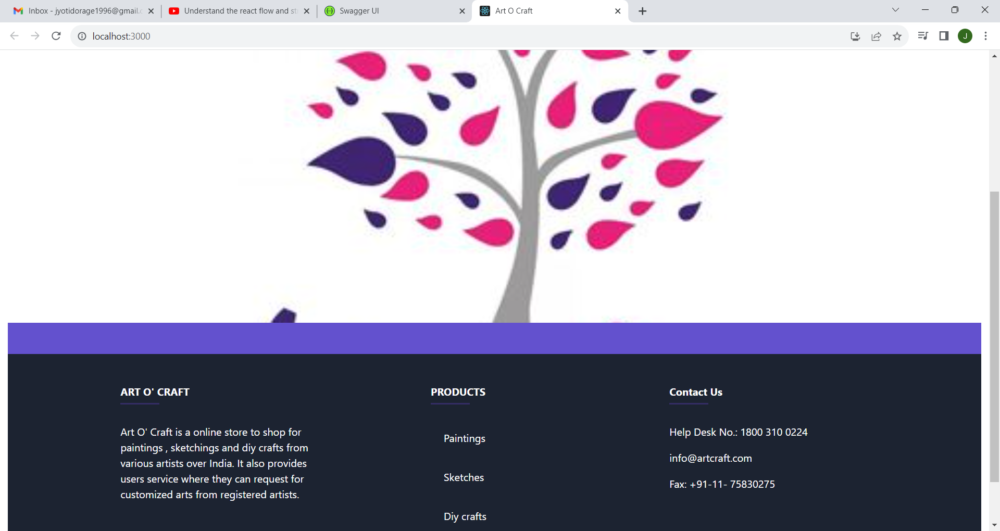 Inbox - jyotidorage1996@gmail.c
Understand the react flow and st
Swagger UI
Art O Craft
localhost:3000
J
ART O' CRAFT
Art O' Craft is a online store to shop for
paintings , sketchings and diy crafts from
various artists over India. It also provides
users service where they can request for
customized arts from registered artists.
PRODUCTS
Paintings
Sketches
Diy crafts
Contact Us
Help Desk No.: 1800 310 0224
info@artcraft.com
Fax: +91-11- 75830275